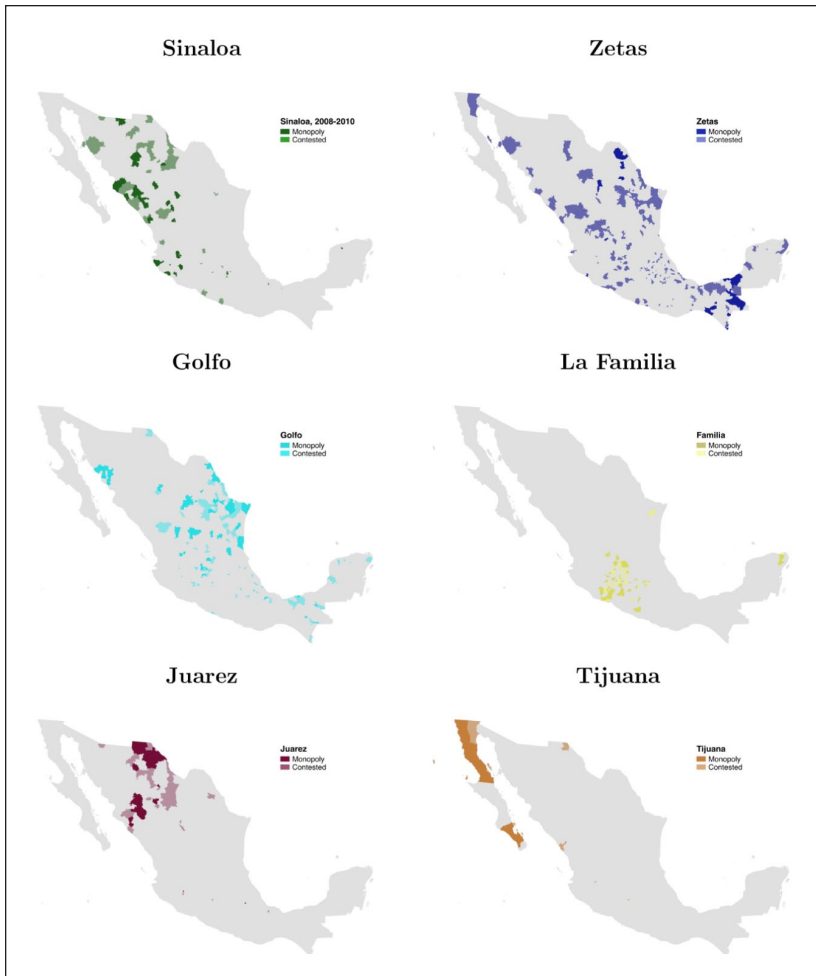 Sinaloa
Sinaloa, 2008-2010
Monopoly
Contested
Zetas
Zetas
Monopoly
Contested
Golfo
Golfo
Monopoly
Contested
La Familia
Familia
Monopoly
Contested
Juarez
Juarez
Monopoly
Contested
Tijuana
Tijuana
Monopoly
Contested